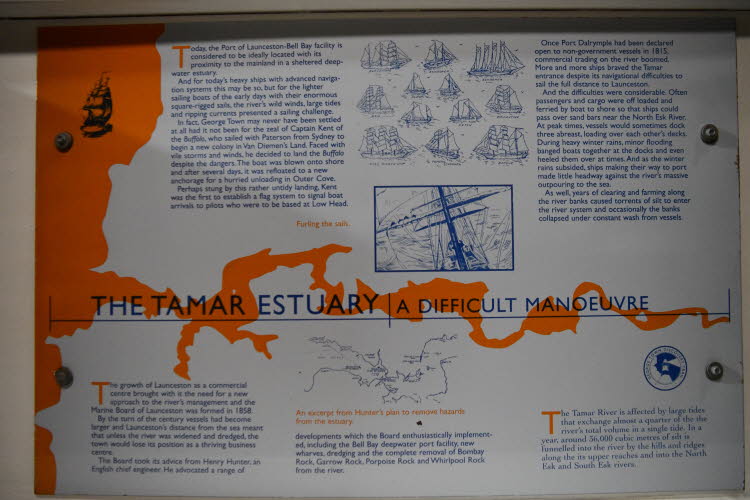 Today, the Port of Launceston-Bell Bay facility is
considered to be ideally located with its
proximity to the mainland in a sheltered deep-
water estuary.
And for today's heavy ships with advanced naviga-
tion systems this may be so, but for the lighter
sailing boats of the early days with their enormous
square-rigged sails, the river's wild winds, large tides
and ripping currents presented a sailing challenge.
In fact, George Town may never have been settled
at all had it not been for the zeal of Captain Kent of
the Buffalo, who sailed with Paterson from Sydney to
begin a new colony in Van Diemen's Land. Faced with
vile storms and winds, he decided to land the Buffalo
despite the dangers. The boat was blown onto shore
and after several days, it was refloated to a new
anchorage for a hurried unloading in Outer Cove.
Perhaps stung by this rather untidy landing, Kent
was the first to establish a flag system to signal boat
arrivals to pilots who were to be based at Low Head.
Furling the sails.
Once Port Dalrymple had been declared
open to non-government vessels in 1815,
commercial trading on the river boomed.
More and more ships braved the Tamar
entrance despite its navigational difficulties to
sail the full distance to Launceston.
And the difficulties were considerable. Often
passengers and cargo were off loaded and
ferried by boat to shore so that ships could
pass over sand bars near the North Esk River.
At peak times, vessels would sometimes dock
three abreast, loading over each other's decks.
During heavy winter rains, minor flooding
banged boats together at the docks and even
heeled them over at times. And as the winter
rains subsided, ships making their way to port
made little headway against the river's massive
outpouring to the sea.
As well, years of clearing and farming along
the river banks caused torrents of silt to enter
the river system and occasionally the banks
collapsed under constant wash from vessels.
THE TAMAR ESTUARY | A DIFFICULT MANOEUVRE
The growth of Launceston as a commercial
centre brought with it the need for a new
approach to the river's management and the
Marine Board of Launceston was formed in 1858.
By the turn of the century vessels had become
larger and Launceston's distance from the sea meant
that unless the river was widened and dredged, the
town would lose its position as a thriving business
centre.
The Board took its advice from Henry Hunter, an
English chief engineer. He advocated a range of
An excerpt from Hunter's plan to remove hazards
from the estuary.
developments which the Board enthusiastically implement-
ed, including the Bell Bay deepwater port facility, new
wharves, dredging and the complete removal of Bombay
Rock, Garrow Rock, Porpoise Rock and Whirlpool Rock
from the river.
The Tamar River is affected by large tides
that exchange almost a quarter of the the
river's total volume in a single tide. In a
year, around 56,000 cubic metres of silt is
funnelled into the river by the hills and ridges
along the its upper reaches and into the North
Esk and South Esk rivers.